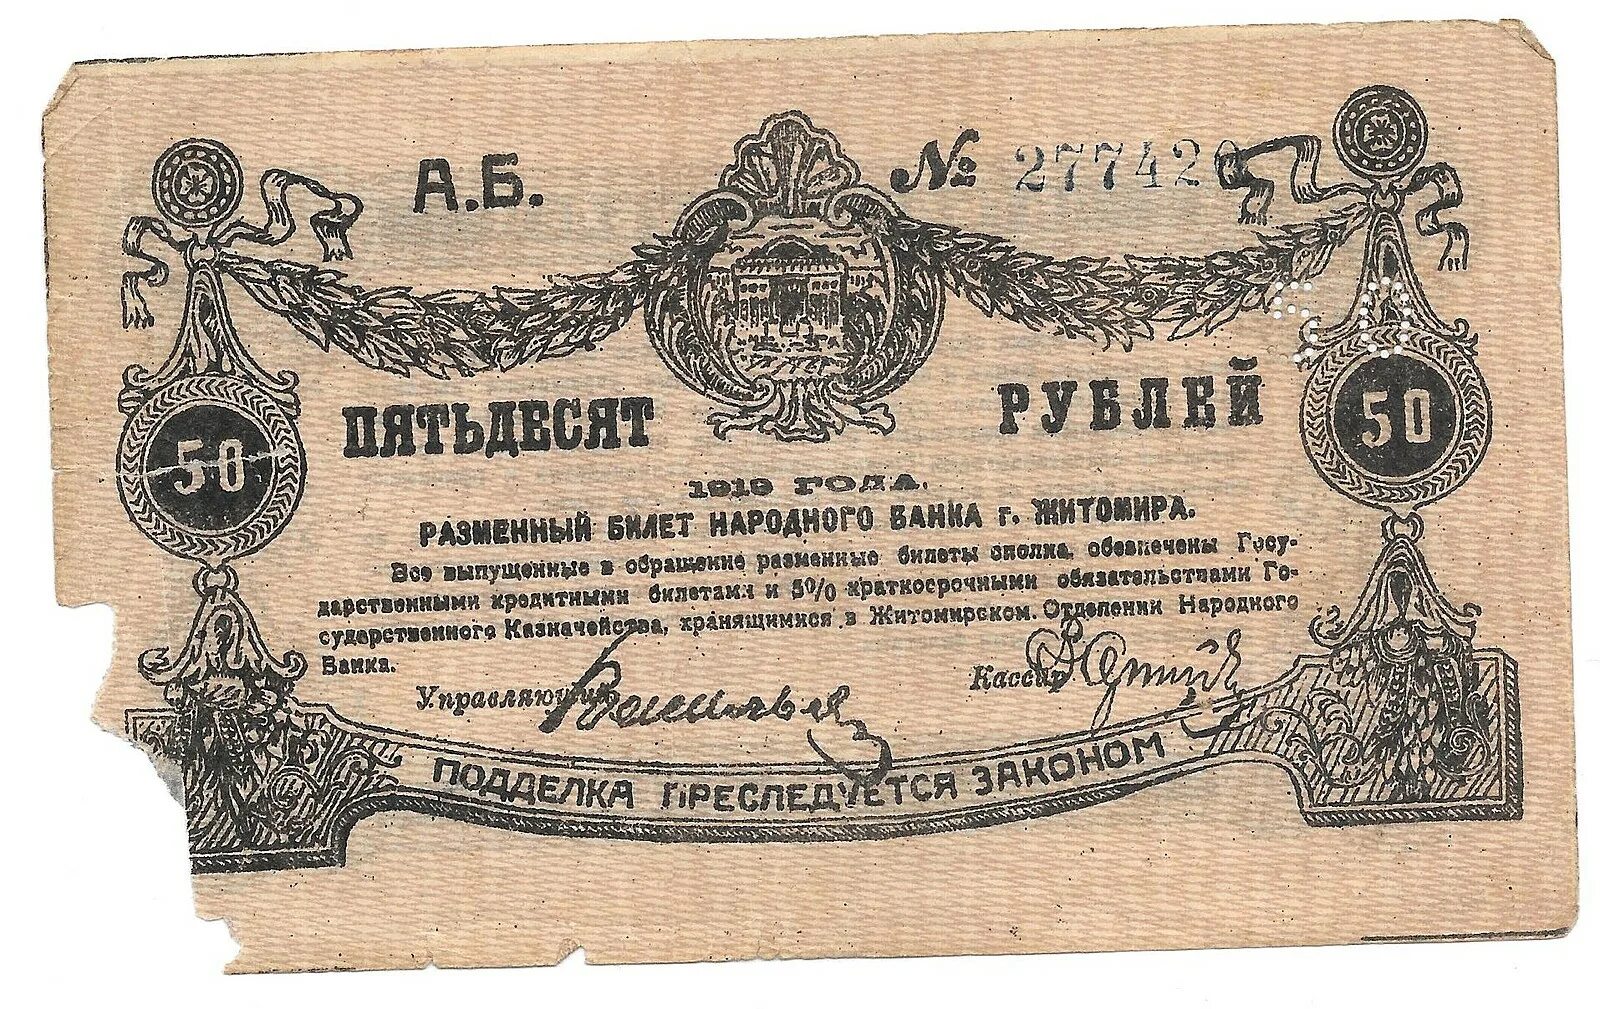 А.Б.
№ 277420
50
ПЯТЬДЕСЯТ РУБЛЕЙ
50
1919 ГОДА.
РАЗМЕННЫЙ БИЛЕТ НАРОДНОГО БАНКА г. ЖИТОМИРА.
Все выпущенные в обращение разменные билеты сполна, обеспечены Госу-
дарственными кредитными билетами и 5% краткосрочными обязательствами Го-
сударственного Казначейства, хранящимися в Житомирском. Отделении Народного
Банка.
Управляющий
Кассир
ПОДДЕЛКА ПРЕСЛЕДУЕТСЯ ЗАКОНОМ